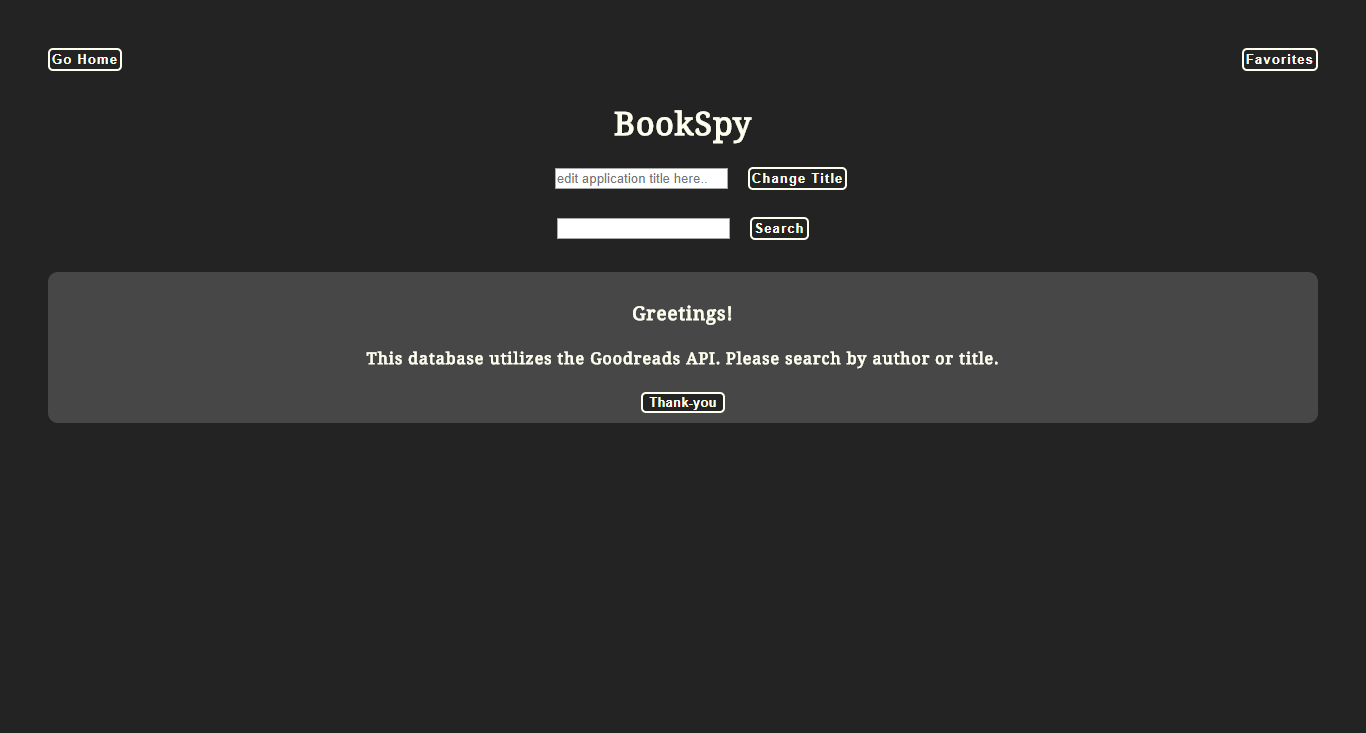 Go Home
Favorites
BookSpy
edit application title here..
Change Title
Search
Greetings!
This database utilizes the Goodreads API. Please search by author or title.
Thank-you